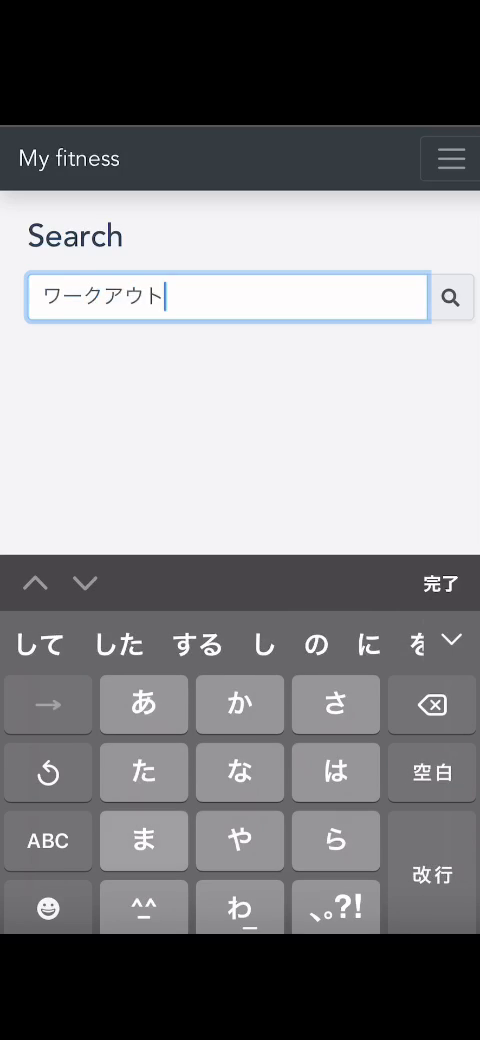 My fitness
Search
ワークアウト
完了
して した する し の に を
→ あ か さ
た な は 空白
ABC ま や ら
改行
^^ わ_ 、。?!